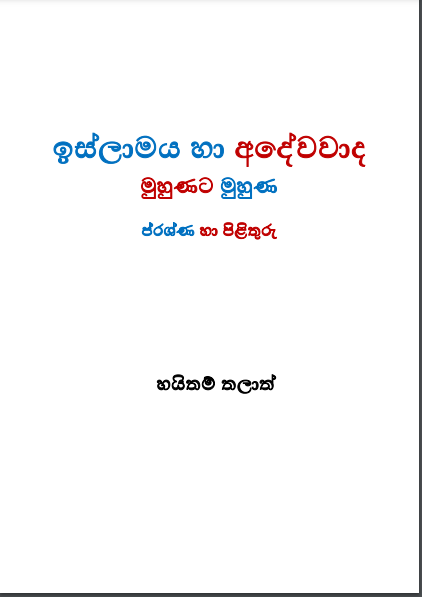 ඉස්ලාමය හා අදේවවාද
මුහුණට මුහුණ
ප්රශ්ණ හා පිළිතුරු
හයිතම් තලාත්